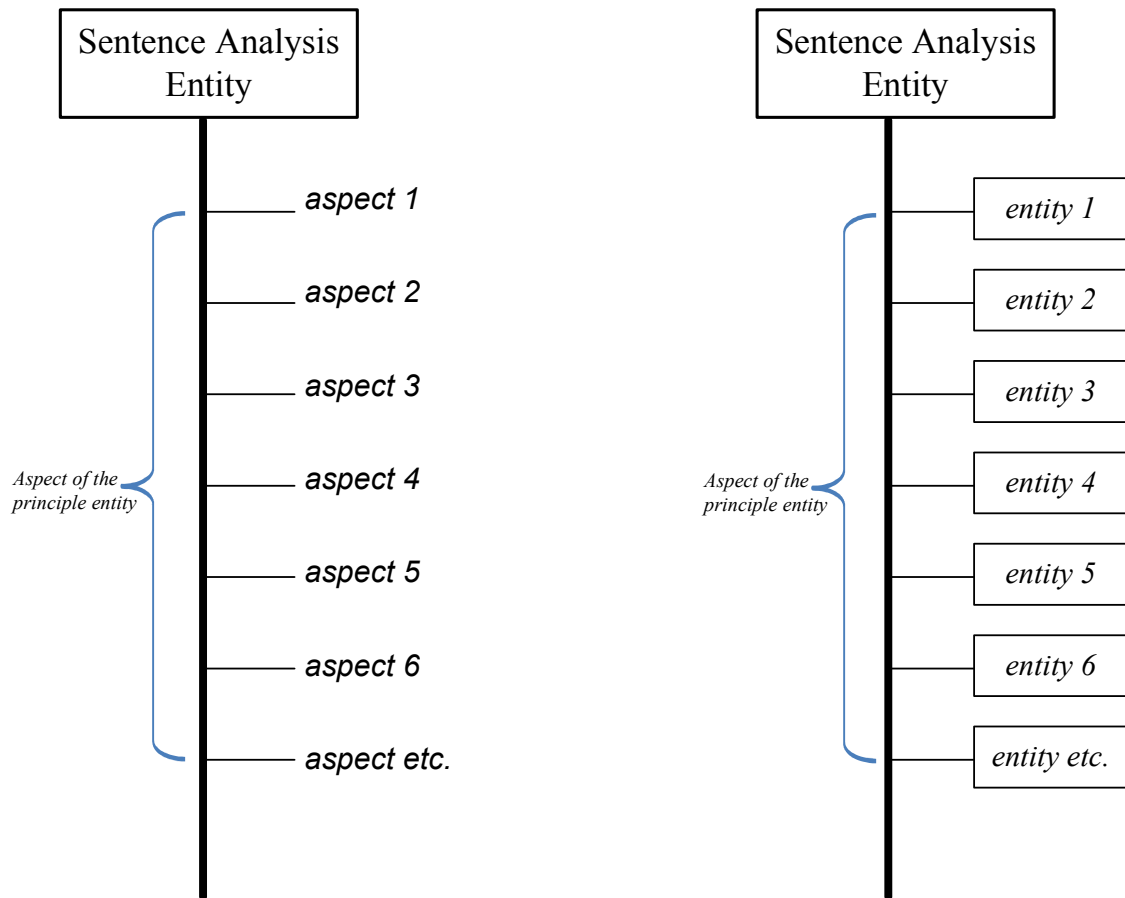 Sentence Analysis
Entity
aspect 1
aspect 2
aspect 3
aspect 4
aspect 5
aspect 6
aspect etc.
Aspect of the
principle entity
Sentence Analysis
Entity
entity 1
entity 2
entity 3
entity 4
entity 5
entity 6
entity etc.
Aspect of the
principle entity